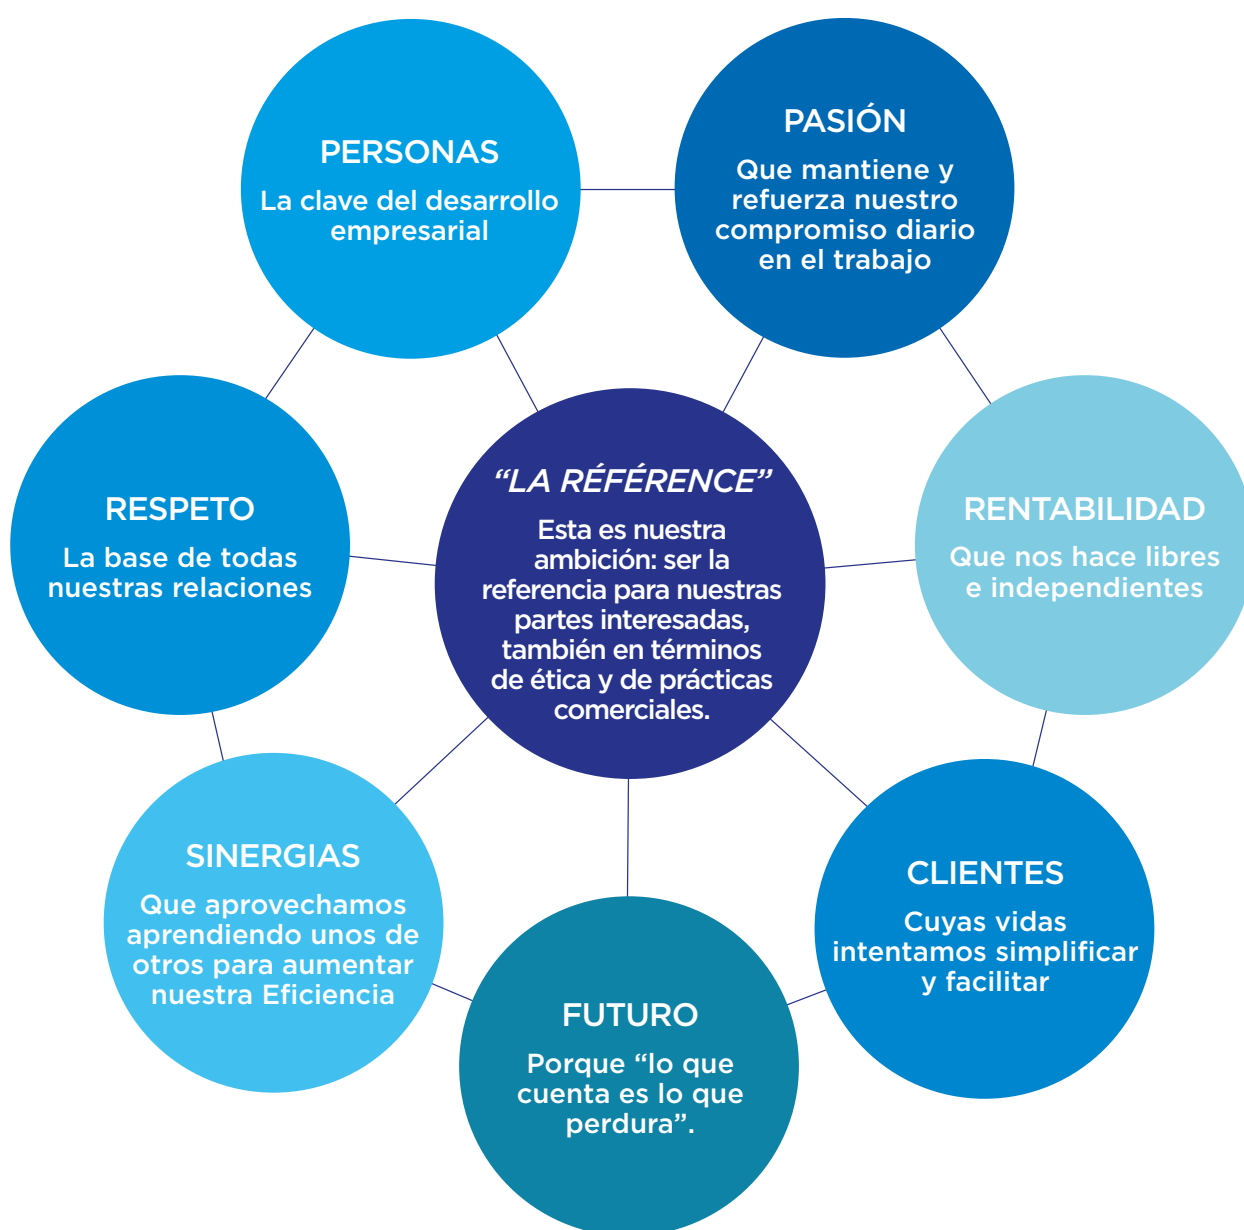 PERSONAS
La clave del desarrollo
empresarial
PASIÓN
Que mantiene y
refuerza nuestro
compromiso diario
en el trabajo
RESPETO
La base de todas
nuestras relaciones
“LA RÉFÉRENCE”
Esta es nuestra
ambición: ser la
referencia para nuestras
partes interesadas,
también en términos
de ética y de prácticas
comerciales.
RENTABILIDAD
Que nos hace libres
e independientes
SINERGIAS
Que aprovechamos
aprendiendo unos de
otros para aumentar
nuestra Eficiencia
CLIENTES
Cuyas vidas
intentamos simplificar
y facilitar
FUTURO
Porque “lo que
cuenta es lo que
perdura”.